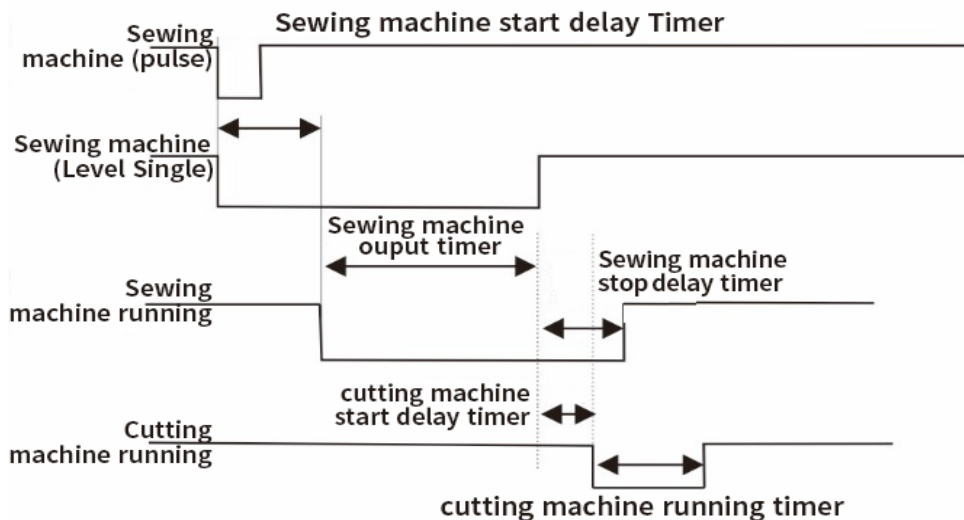 Sewing machine start delay Timer
Sewing
machine (pulse)
Sewing machine
(Level Single)
Sewing machine
ouput timer
Sewing machine
stop delay timer
Sewing
machine running
cutting machine
start delay timer
Cutting
machine running
cutting machine running timer